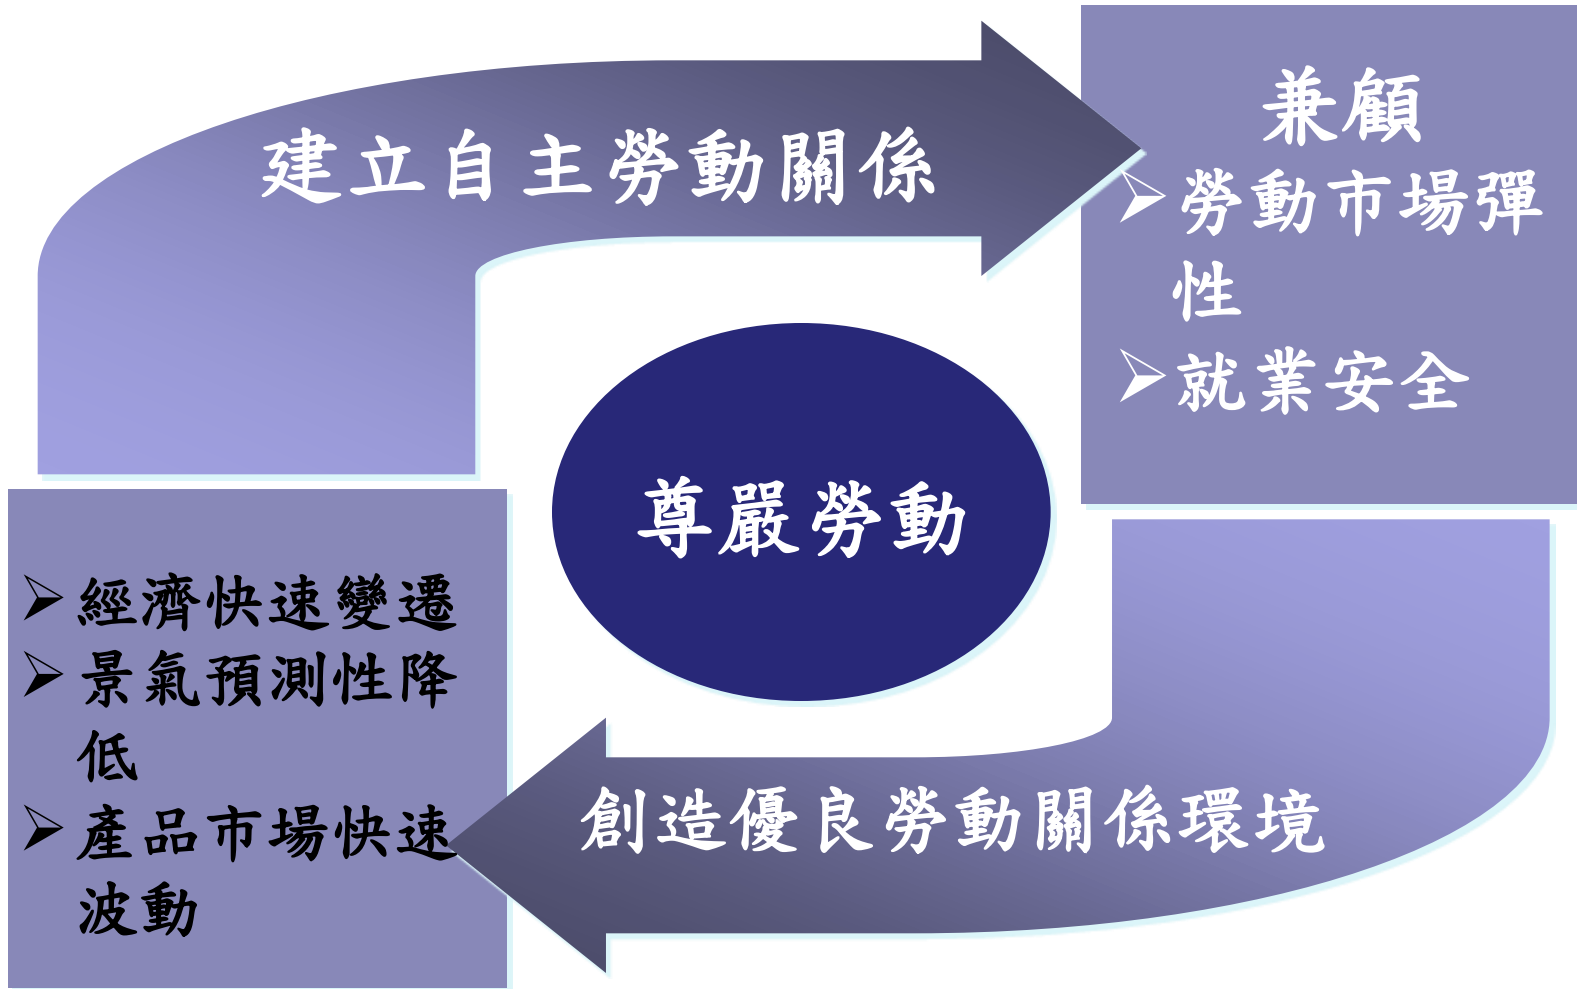 建立自主勞動關係
兼顧
➢勞動市場彈
性
➢就業安全
尊嚴勞動
➢經濟快速變遷
➢景氣預測性降
低
➢產品市場快速
波動
創造優良勞動關係環境